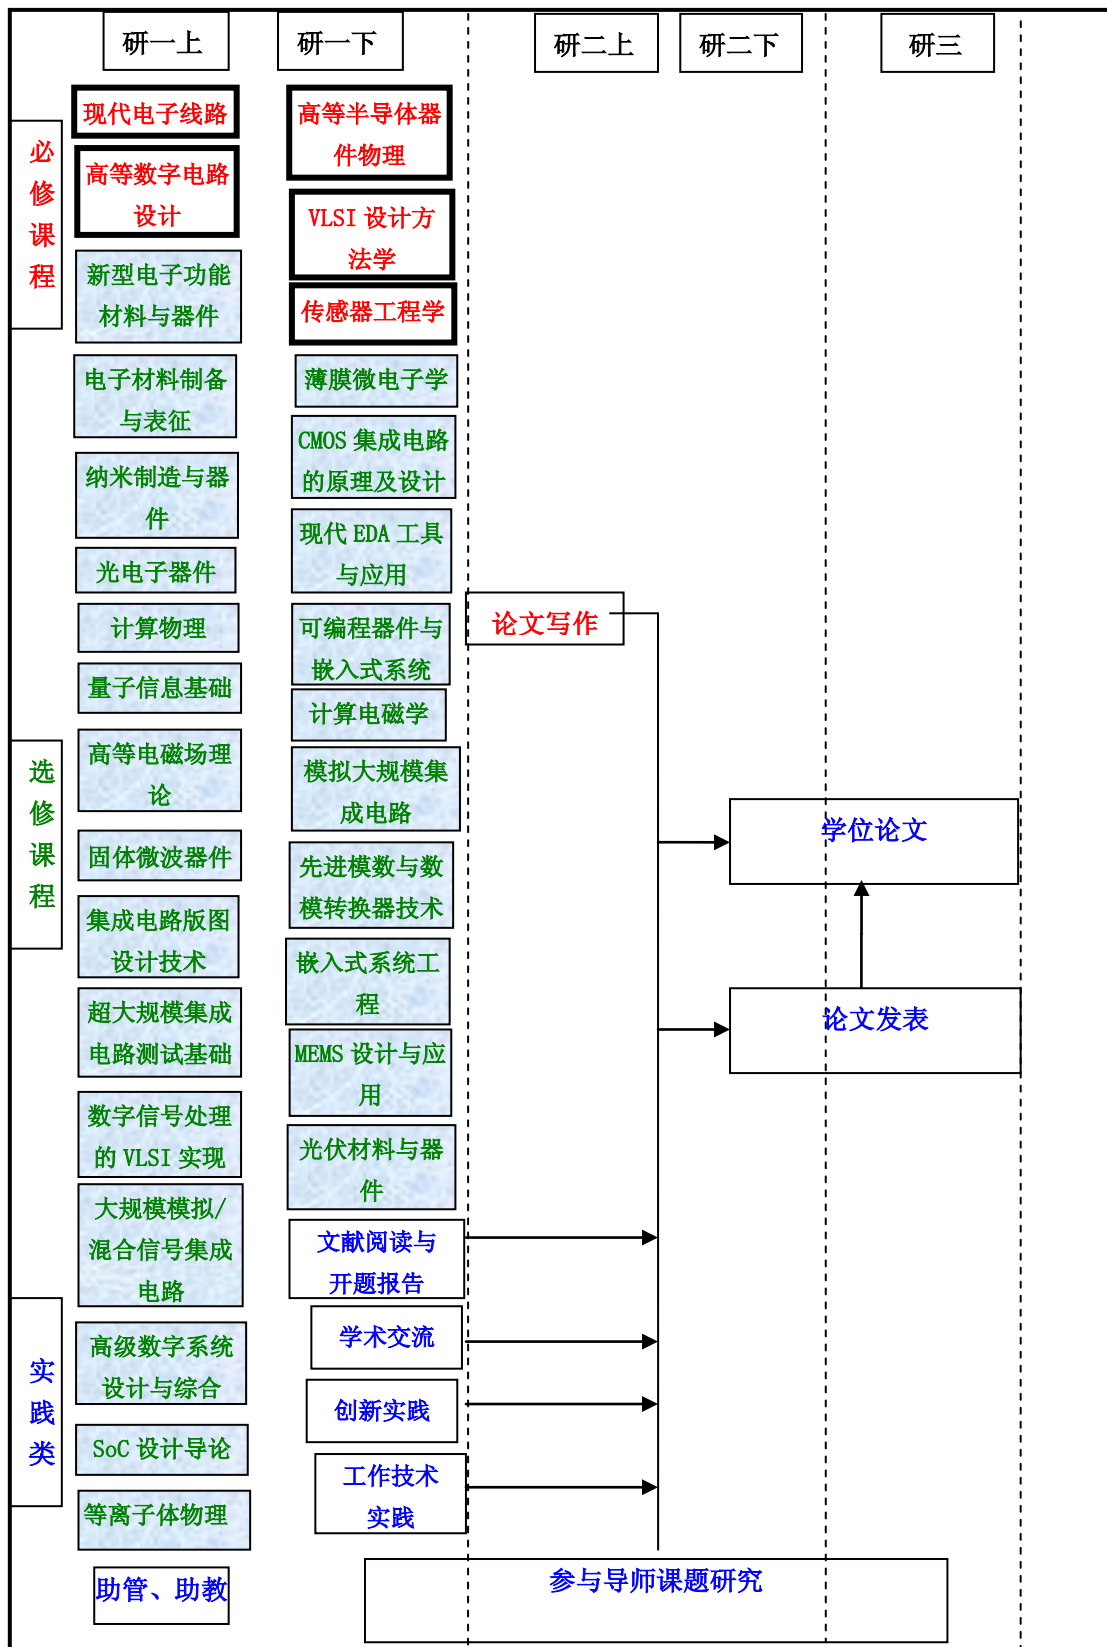 研一上
研一下
研二上
研二下
研三
必
修
课
程
选
修
课
程
实
践
类
现代电子线路
高等数字电路
设计
新型电子功能
材料与器件
电子材料制备
与表征
纳米制造与器
件
光电子器件
计算物理
量子信息基础
高等电磁场理
论
固体微波器件
集成电路版图
设计技术
超大规模集成
电路测试基础
数字信号处理
的 VLSI 实现
大规模模拟/
混合信号集成
电路
高级数字系统
设计与综合
SoC 设计导论
等离子体物理
助管、助教
高等半导体器
件物理
VLSI 设计方
法学
传感器工程学
薄膜微电子学
CMOS 集成电路
的原理及设计
现代 EDA 工具
与应用
可编程器件与
嵌入式系统
计算电磁学
模拟大规模集
成电路
先进模数与数
模转换器技术
嵌入式系统工
程
MEMS 设计与应
用
光伏材料与器
件
文献阅读与
开题报告
学术交流
创新实践
工作技术
实践
论文写作
学位论文
论文发表
参与导师课题研究